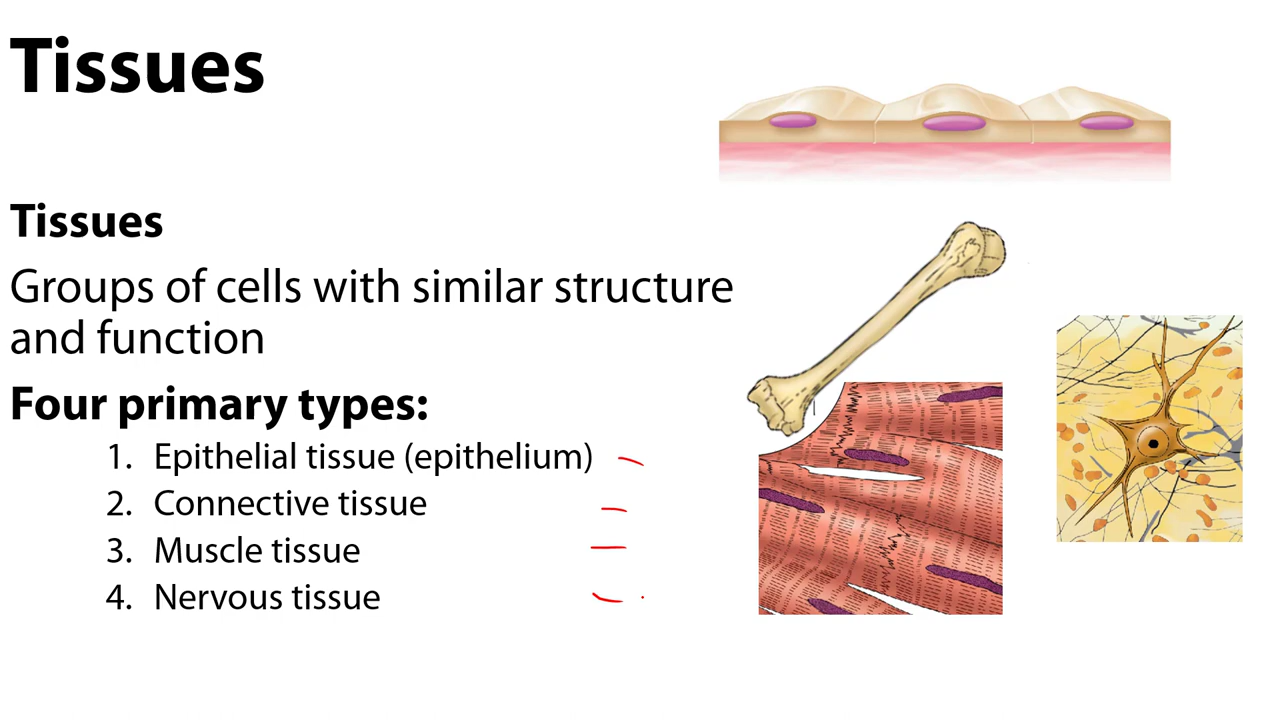 Tissues
Tissues
Groups of cells with similar structure
and function
Four primary types:
1. Epithelial tissue (epithelium)
2. Connective tissue
3. Muscle tissue
4. Nervous tissue